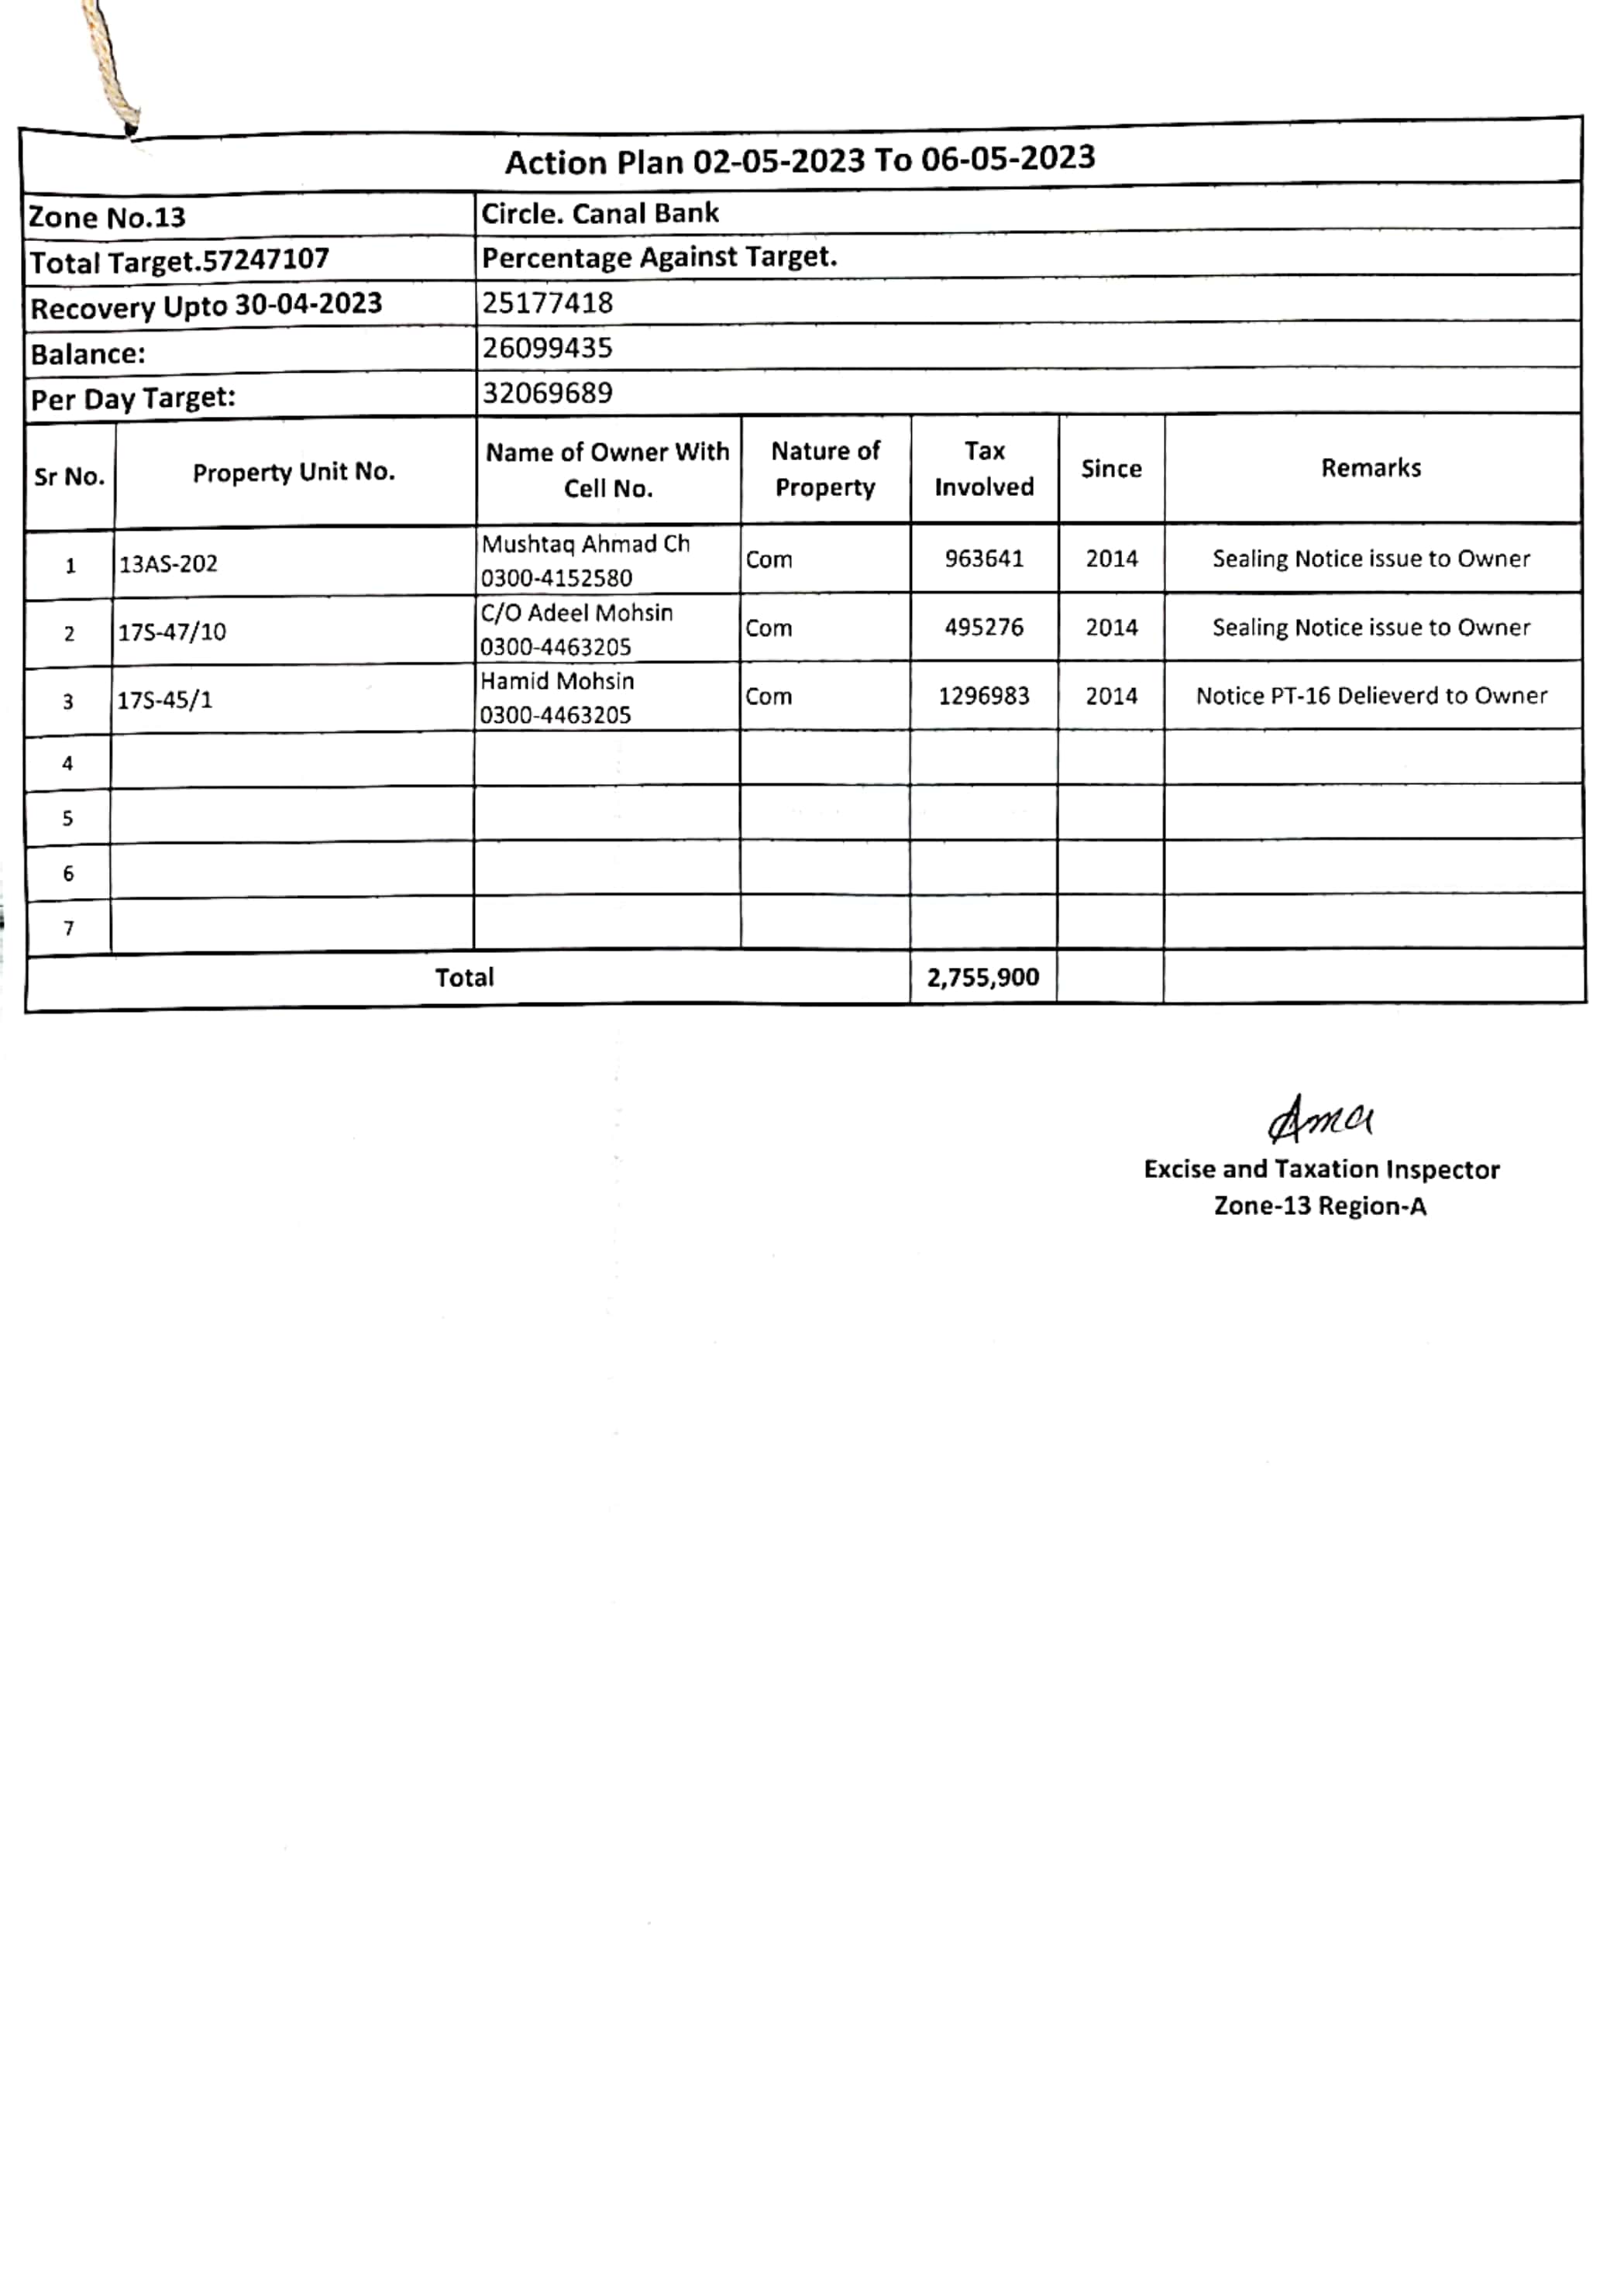 Action Plan 02-05-2023 To 06-05-2023
Zone No.13 Circle. Canal Bank
Total Target.57247107 Percentage Against Target.
Recovery Upto 30-04-2023 25177418
Balance: 26099435
Per Day Target: 32069689
Sr No. Property Unit No. Name of Owner With Cell No. Nature of Property Tax Involved Since Remarks
1 13AS-202 Mushtaq Ahmad Ch 0300-4152580 Com 963641 2014 Sealing Notice issue to Owner
2 17S-47/10 C/O Adeel Mohsin 0300-4463205 Com 495276 2014 Sealing Notice issue to Owner
3 17S-45/1 Hamid Mohsin 0300-4463205 Com 1296983 2014 Notice PT-16 Delieverd to Owner
4
5
6
7
Total 2,755,900
Excise and Taxation Inspector
Zone-13 Region-A